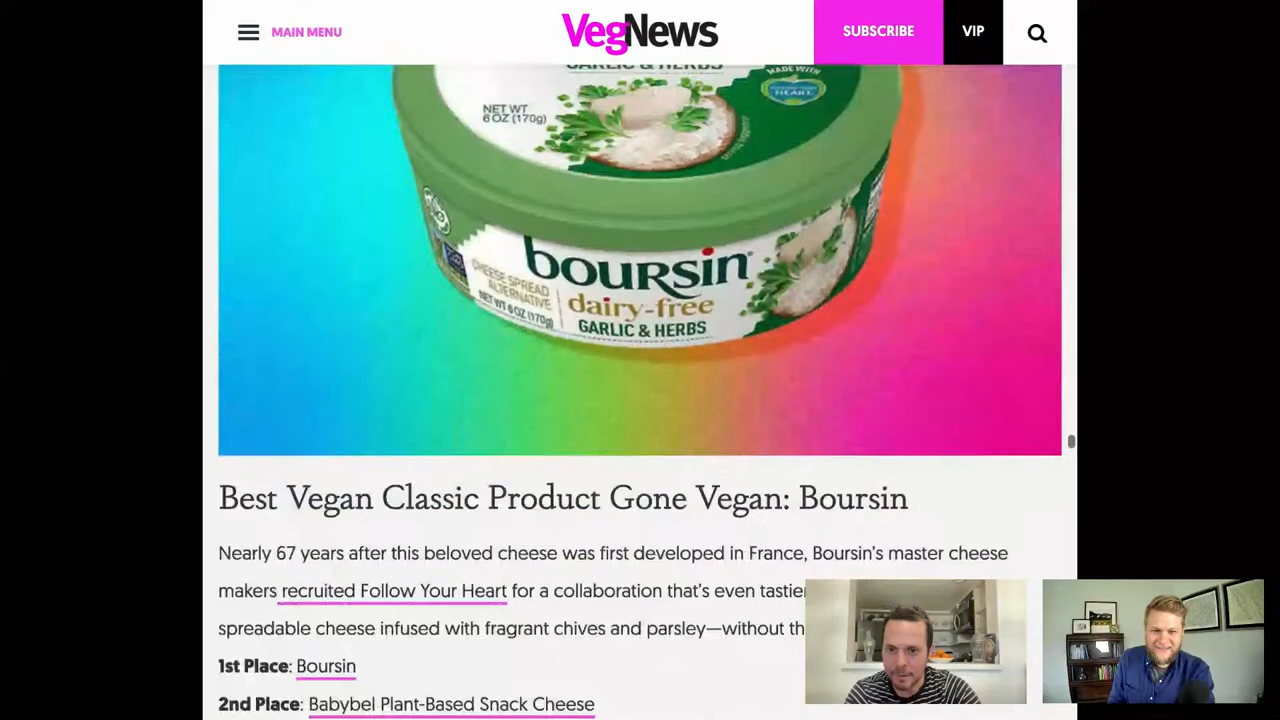 MAIN MENU
VegNews
SUBSCRIBE
VIP
GARLIC & HERBS
MADE WITH
HEART
NET WT
6 OZ (170g)
boursin
CHEESE SPREAD
ALTERNATIVE
NET WT 6 OZ (170g)
dairy-free
GARLIC & HERBS
Best Vegan Classic Product Gone Vegan: Boursin
Nearly 67 years after this beloved cheese was first developed in France, Boursin's master cheese
makers recruited Follow Your Heart for a collaboration that's even tastier
spreadable cheese infused with fragrant chives and parsley—without th
1st Place: Boursin
2nd Place: Babybel Plant-Based Snack Cheese